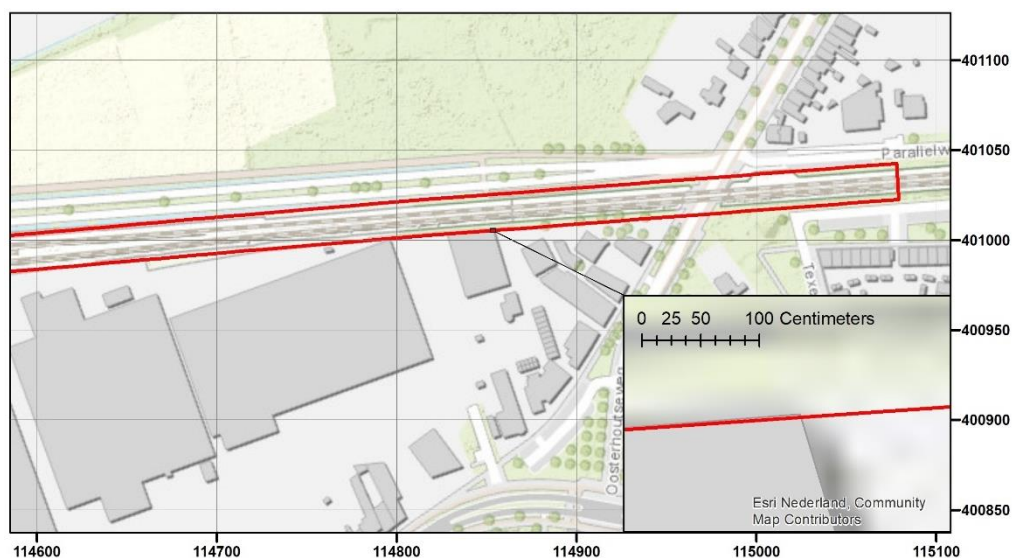 401100
401050
Parallelw
401000
Texe
400950
0 25 50 100 Centimeters
Oosterhoutseweg
400900
Esri Nederland, Community
Map Contributors
400850
114600 114700 114800 114900 115000 115100